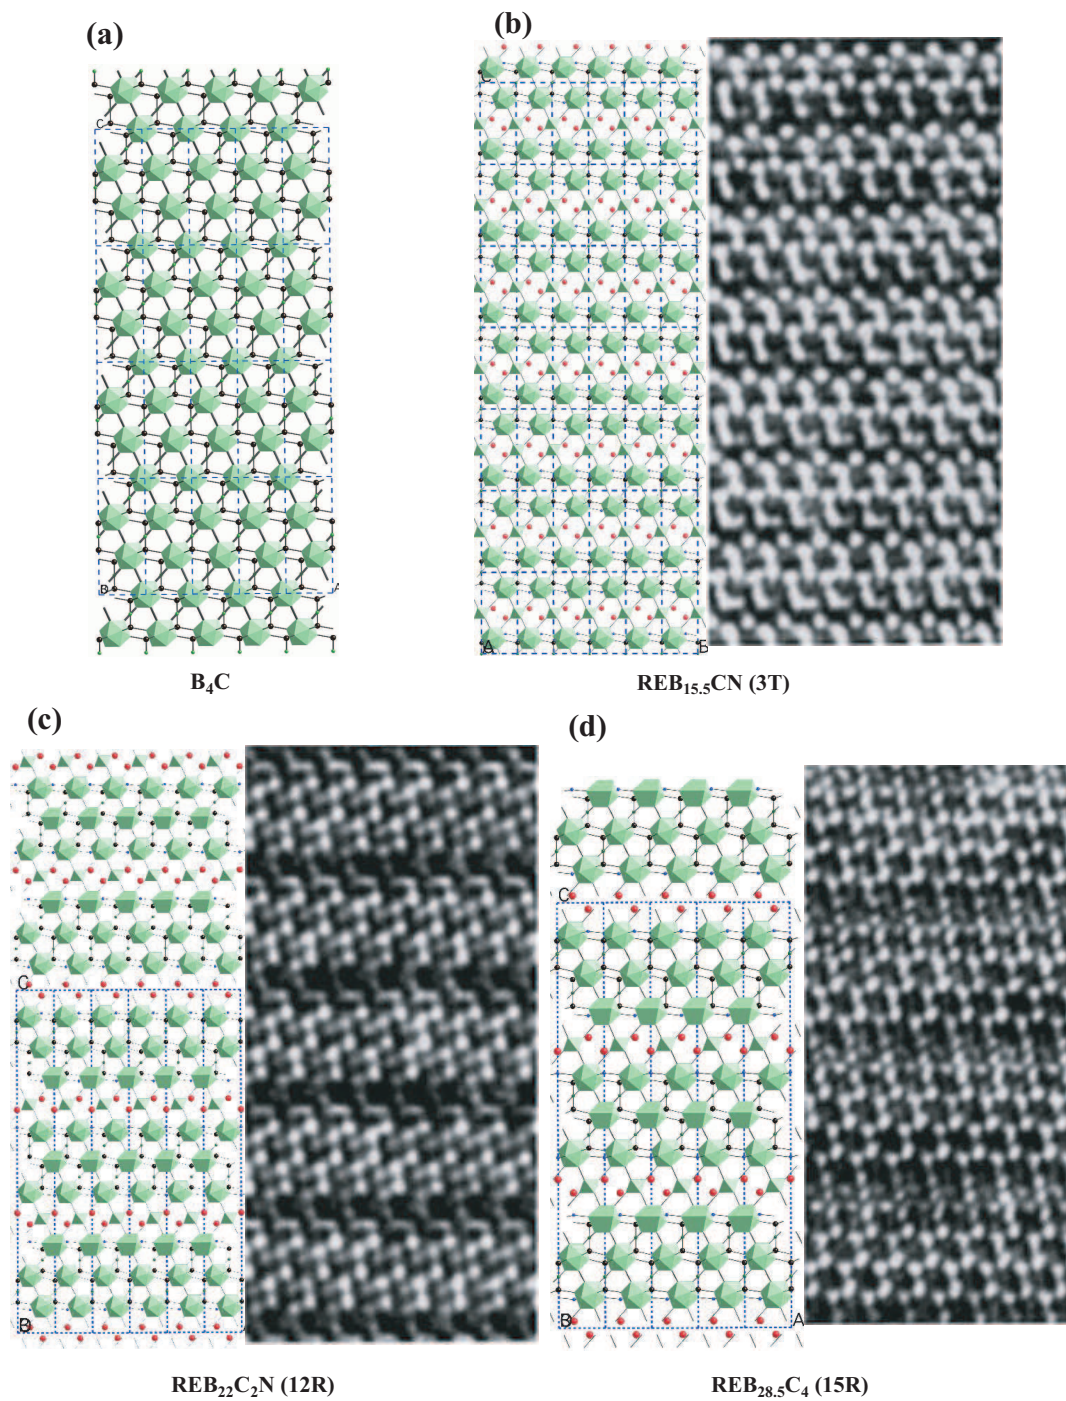 (a)
(b)
C
C
B
A
A
B
B₄C
REB₁₅.₅CN (3T)
(c)
(d)
C
C
B
B
A
REB₂₂C₂N (12R)
REB₂₈.₅C₄ (15R)